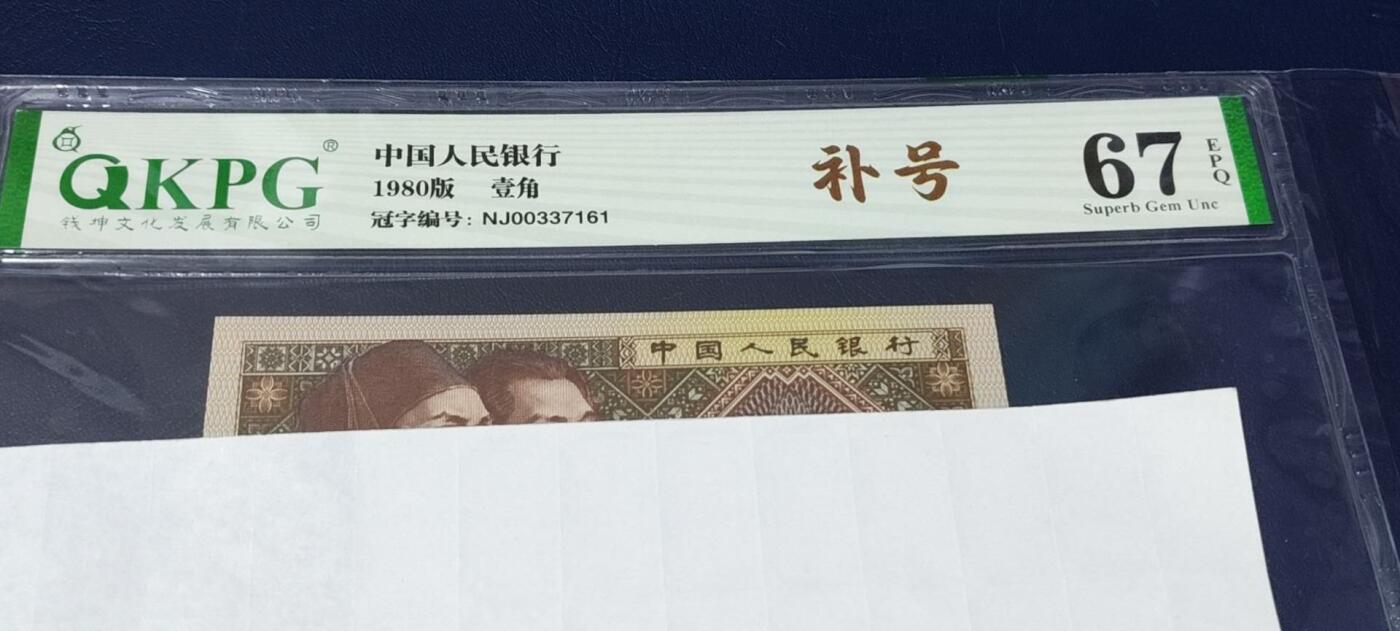 QKPG®
钱坤文化发展有限公司
中国人民银行
1980版 壹角
冠字编号: NJ00337161
补号
67
EPQ
Superb Gem Unc
中国人民银行